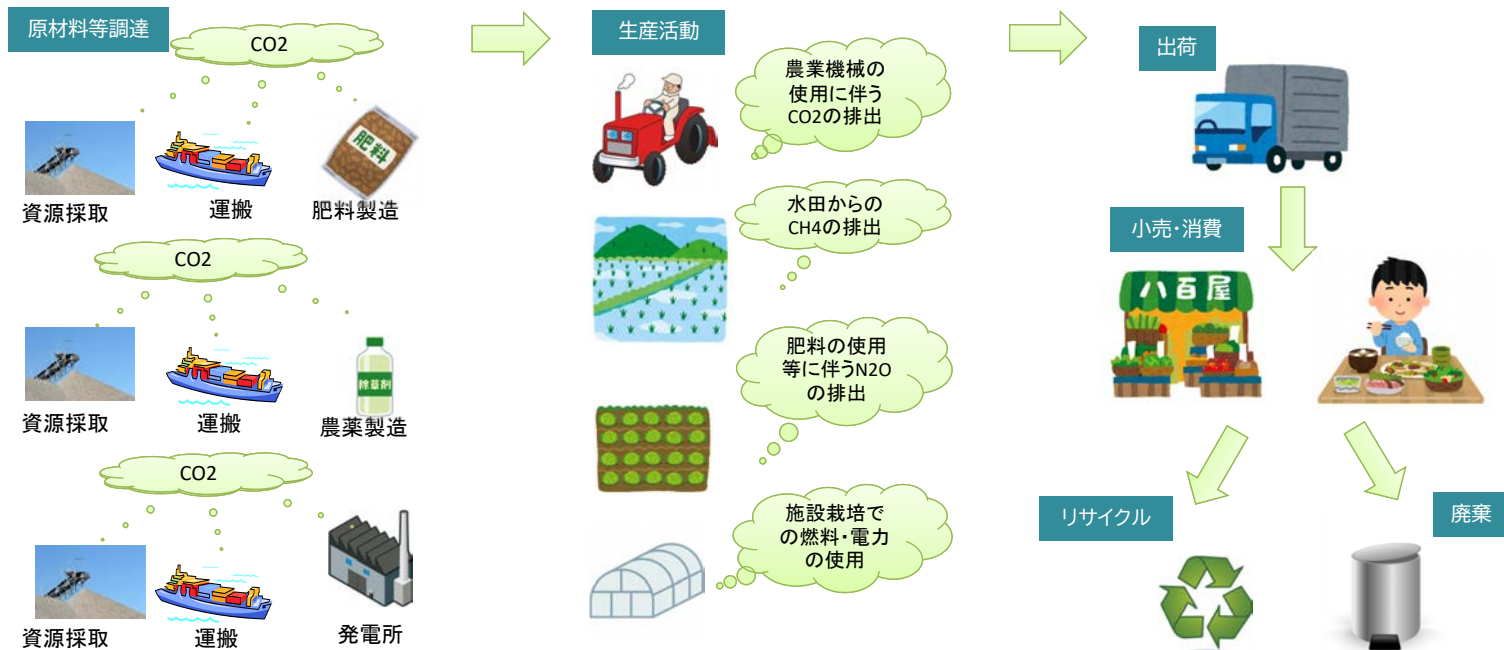 原材料等調達
CO2
資源採取
運搬
肥料
肥料製造
CO2
資源採取
運搬
除草剤
農薬製造
CO2
資源採取
運搬
発電所
生産活動
農業機械の
使用に伴う
CO2の排出
水田からの
CH4の排出
肥料の使用
等に伴うN2O
の排出
施設栽培で
の燃料・電力
の使用
出荷
小売・消費
八百屋
リサイクル
廃棄